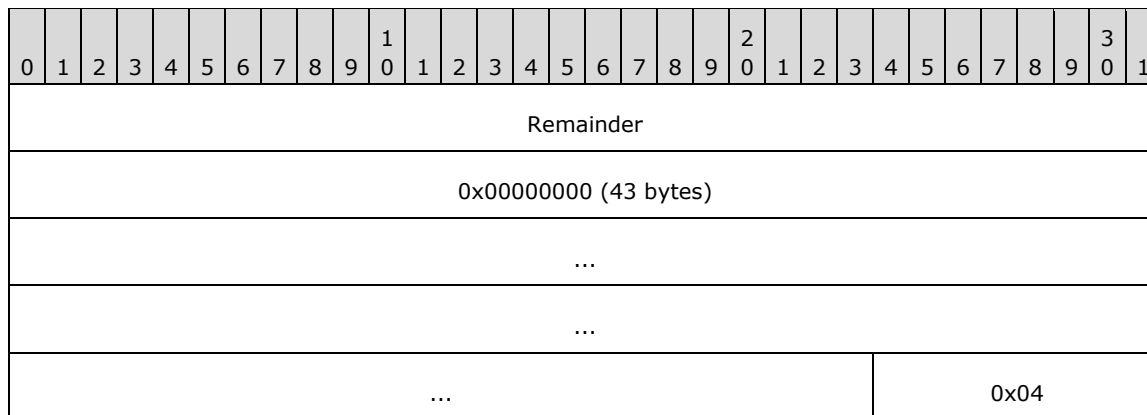 1 2 3
0 1 2 3 4 5 6 7 8 9 0 1 2 3 4 5 6 7 8 9 0 1 2 3 4 5 6 7 8 9 0 1
Remainder
0x00000000 (43 bytes)
...
...
... 0x04